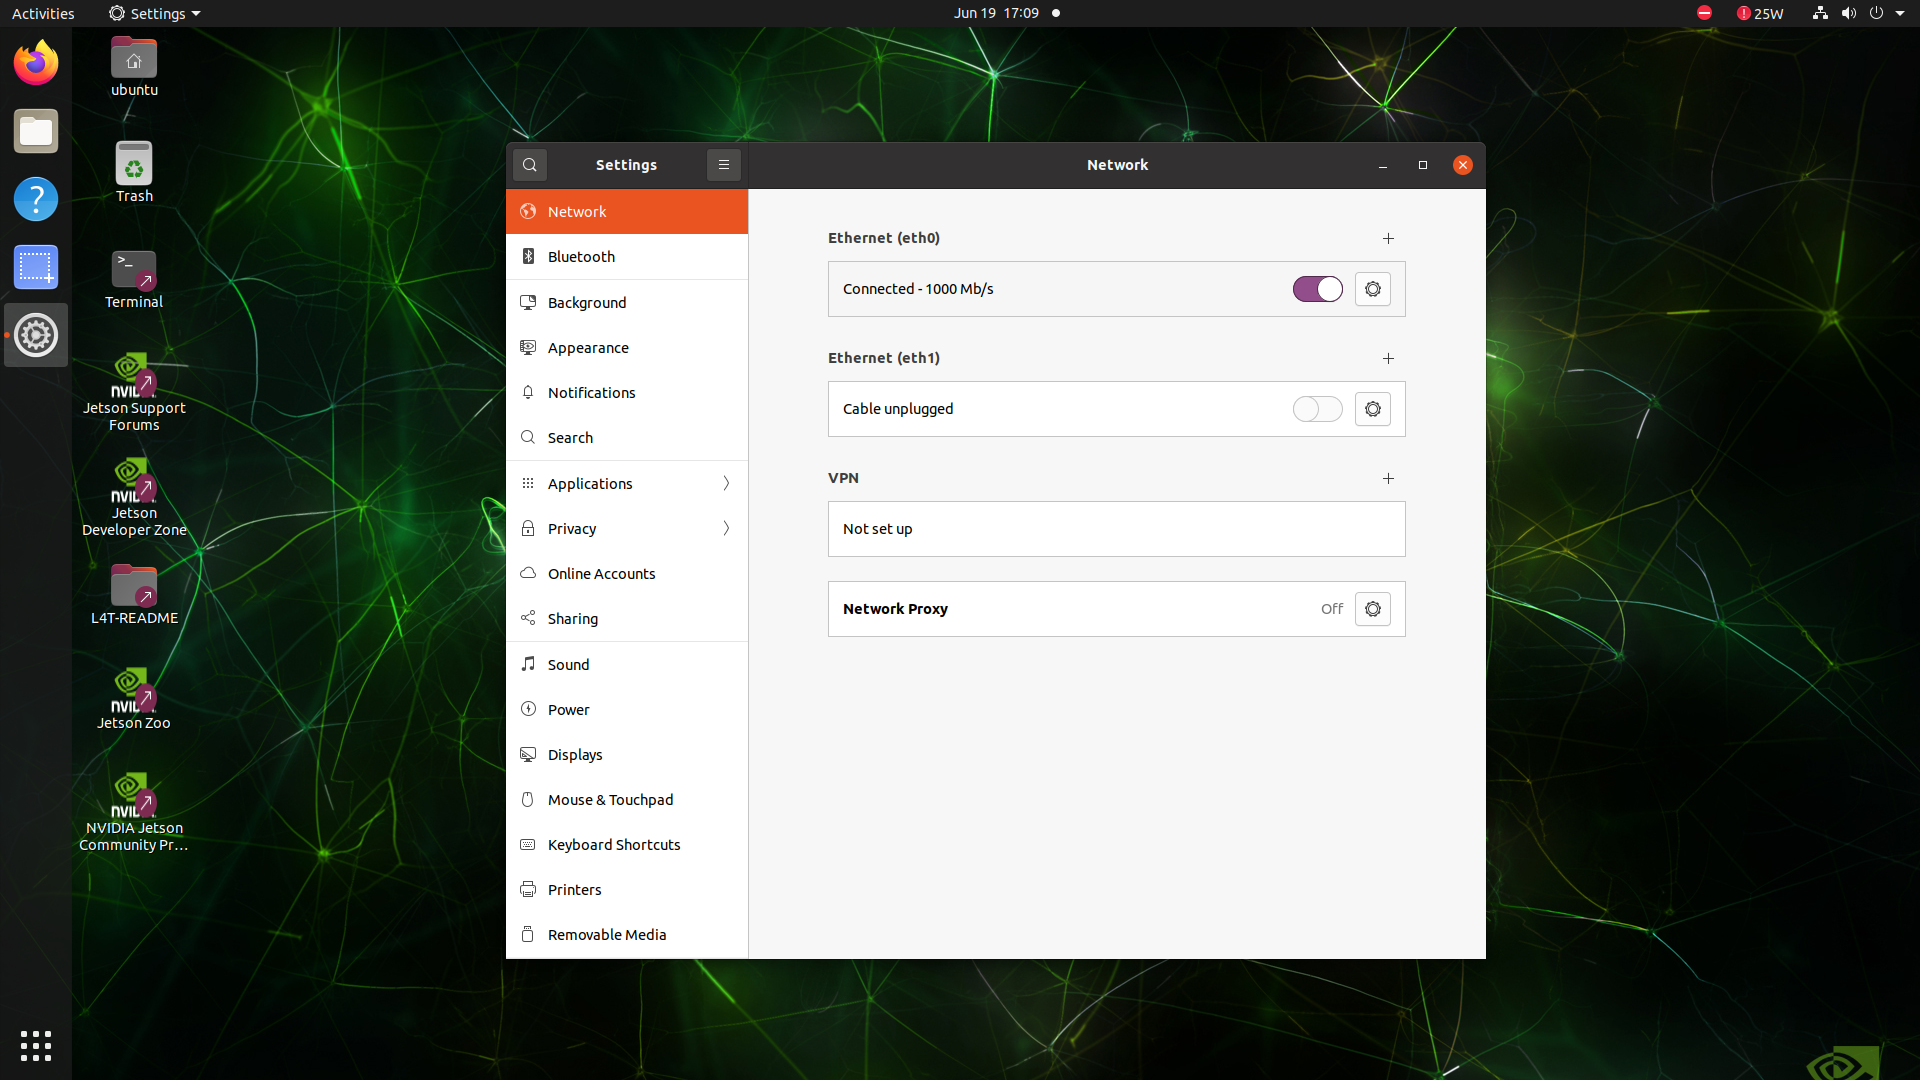 Activities
Settings
Jun 19 17:09
25W
ubuntu
Trash
>_
Terminal
NVIDIA
Jetson Support
Forums
Jetson
Developer Zone
L4T-README
Jetson Zoo
NVIDIA Jetson
Community Pr...
Settings
Network
Network
Bluetooth
Background
Appearance
Notifications
Search
Applications
Privacy
Online Accounts
Sharing
Sound
Power
Displays
Mouse & Touchpad
Keyboard Shortcuts
Printers
Removable Media
Ethernet (eth0)
Connected - 1000 Mb/s
Ethernet (eth1)
Cable unplugged
VPN
Not set up
Network Proxy
Off